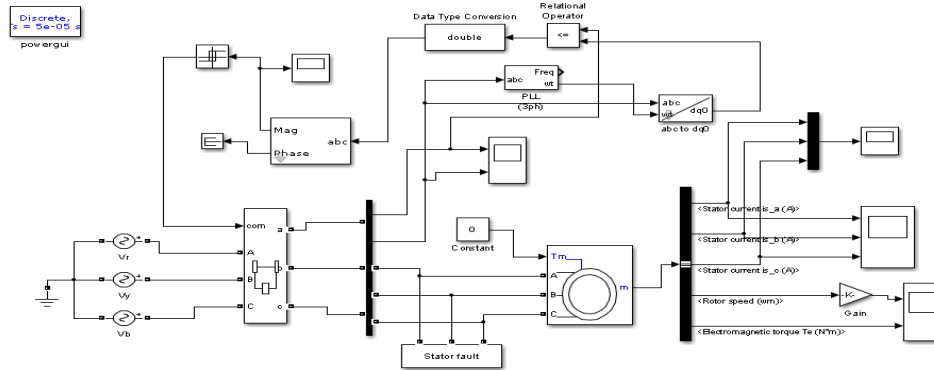 Discrete,
s = 5e-05 s
powergui
Data Type Conversion
double
Relational
Operator
<=
abc
Freq
wt
PLL
(3ph)
abc
wt
dq0
abc to dq0
Mag
Phase
abc
com
A
B
C
a
b
c
Vr
Vy
Vb
0
Constant
Tm
A
B
C
m
Stator fault
<Stator current is_a (A)>
<Stator current is_b (A)>
<Stator current is_c (A)>
<Rotor speed (wm)>
<Electromagnetic torque Te (N*m)>
-K-
Gain